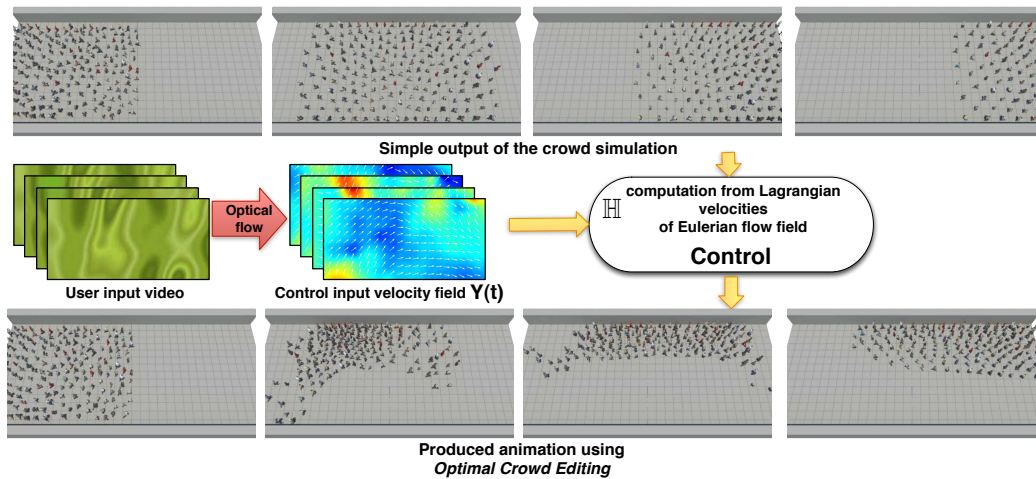 Simple output of the crowd simulation
Optical
flow
User input video
Control input velocity field Y(t)
ℍ
computation from Lagrangian
velocities
of Eulerian flow field
Control
Produced animation using
Optimal Crowd Editing